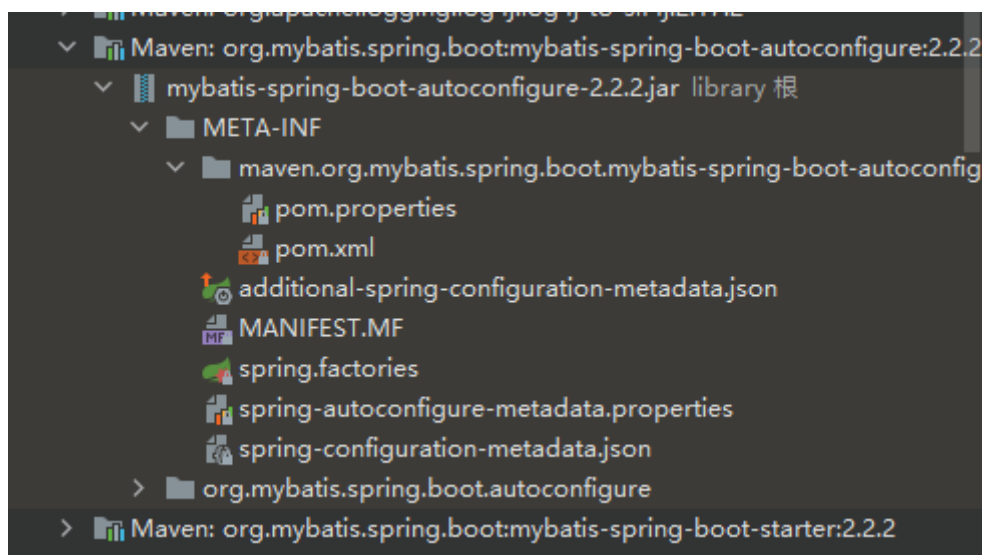 Maven: org.mybatis.spring.boot:mybatis-spring-boot-autoconfigure:2.2.2
mybatis-spring-boot-autoconfigure-2.2.2.jar library 根
META-INF
maven.org.mybatis.spring.boot.mybatis-spring-boot-autoconfig
pom.properties
pom.xml
additional-spring-configuration-metadata.json
MANIFEST.MF
spring.factories
spring-autoconfigure-metadata.properties
spring-configuration-metadata.json
org.mybatis.spring.boot.autoconfigure
Maven: org.mybatis.spring.boot:mybatis-spring-boot-starter:2.2.2